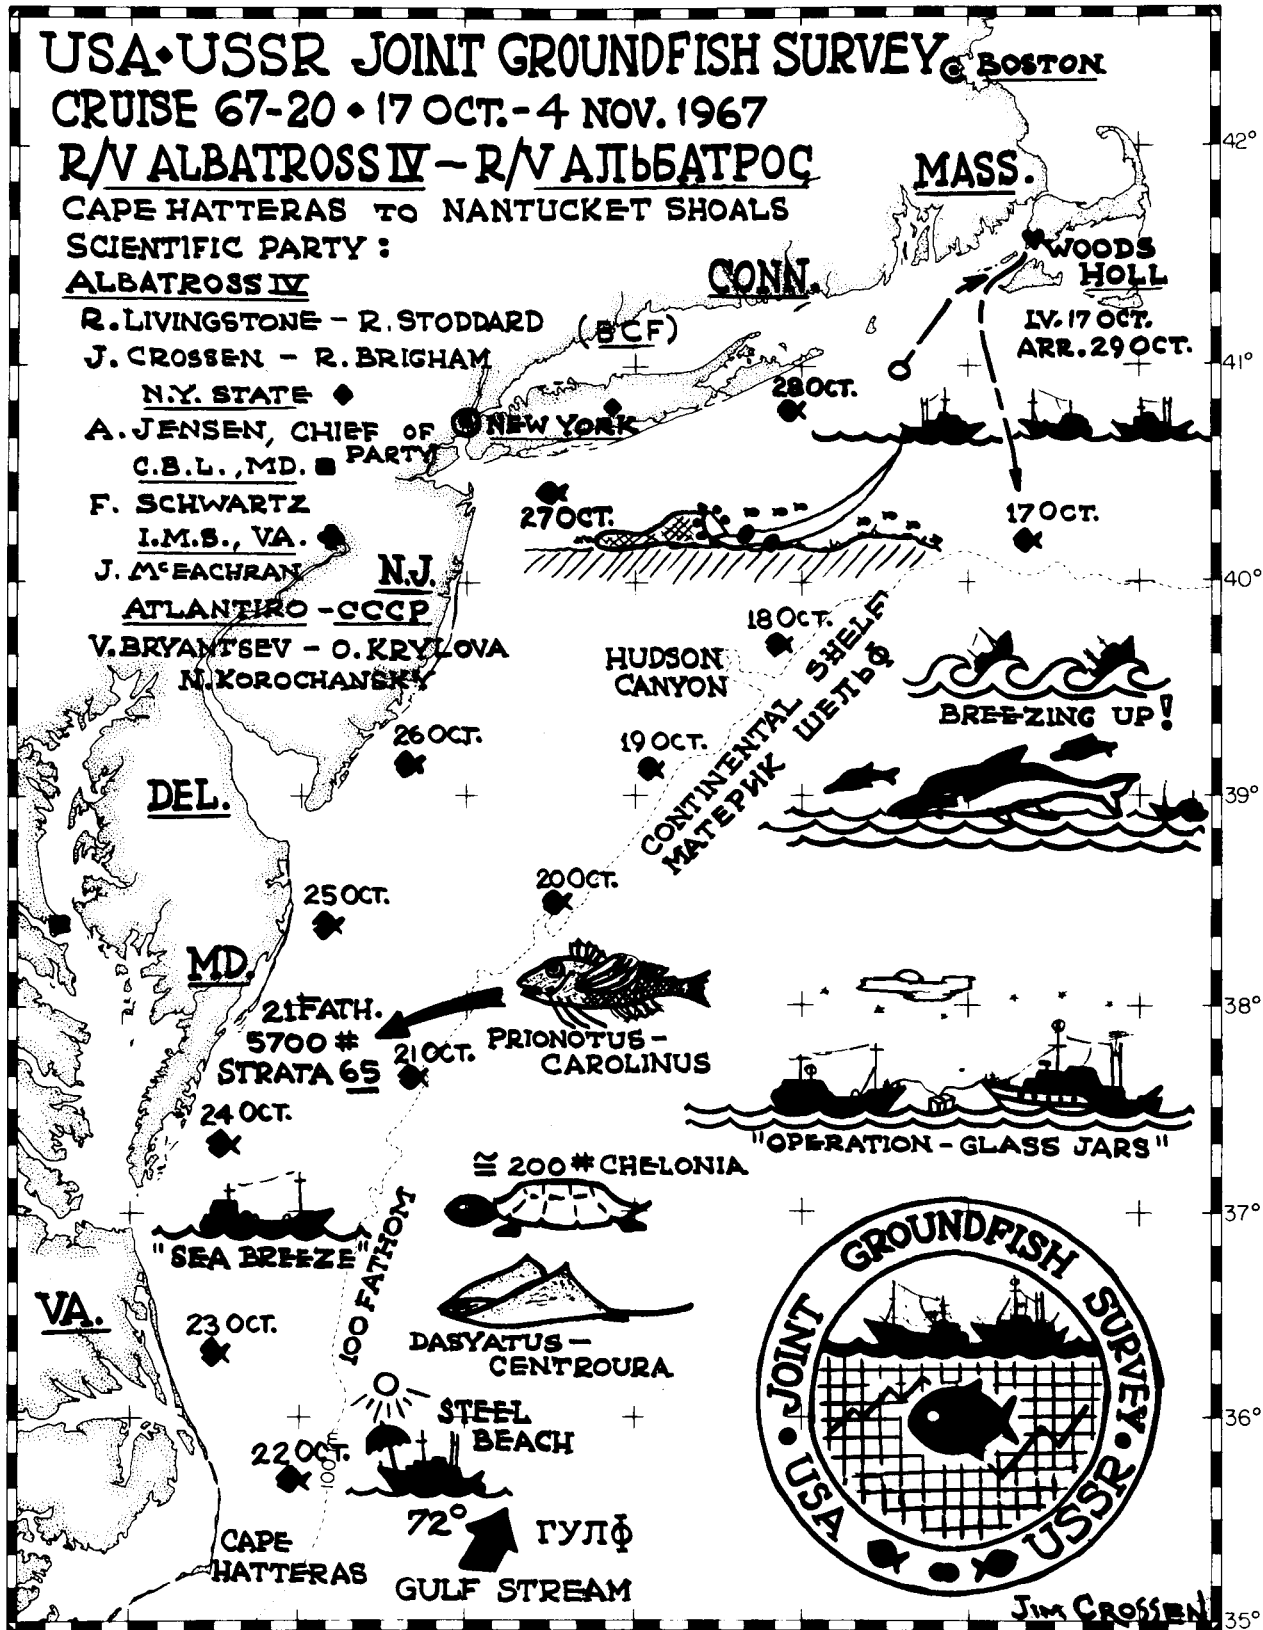 USA•USSR JOINT GROUNDFISH SURVEY
CRUISE 67-20 • 17 OCT.-4 NOV. 1967
R/V ALBATROSS IV – R/V АЛЬБАТРОС
CAPE HATTERAS TO NANTUCKET SHOALS
SCIENTIFIC PARTY:
ALBATROSS IV
R. LIVINGSTONE – R. STODDARD (BCF)
J. CROSSEN – R. BRIGHAM
N.Y. STATE
A. JENSEN, CHIEF OF
PARTY
C.B.L., MD.
F. SCHWARTZ
I.M.S., VA.
J. McEACHRAN
ATLANTIRO – CCCP
V. BRYANTSEV – O. KRYLOVA
N. KOROCHANSKY
BOSTON
MASS.
CONN.
WOODS
HOLL
LV. 17 OCT.
ARR. 29 OCT.
NEW YORK
N.J.
DEL.
MD.
VA.
28 OCT.
27 OCT.
17 OCT.
18 OCT.
HUDSON
CANYON
19 OCT.
26 OCT.
CONTINENTAL SHELF
МАТЕРИК ШЕЛЬФ
BREEZING UP!
20 OCT.
25 OCT.
21 FATH.
5700 #
STRATA 65
21 OCT.
PRIONOTUS-
CAROLINUS
24 OCT.
"OPERATION-GLASS JARS"
≅ 200 # CHELONIA
"SEA BREEZE"
100 FATHOM
23 OCT.
DASYATUS-
CENTROURA
STEEL
BEACH
22 OCT.
100 m
72°
ГУЛФ
GULF STREAM
CAPE
HATTERAS
JOINT GROUNDFISH SURVEY
• USA
USSR •
JIM CROSSEN
42°
41°
40°
39°
38°
37°
36°
35°